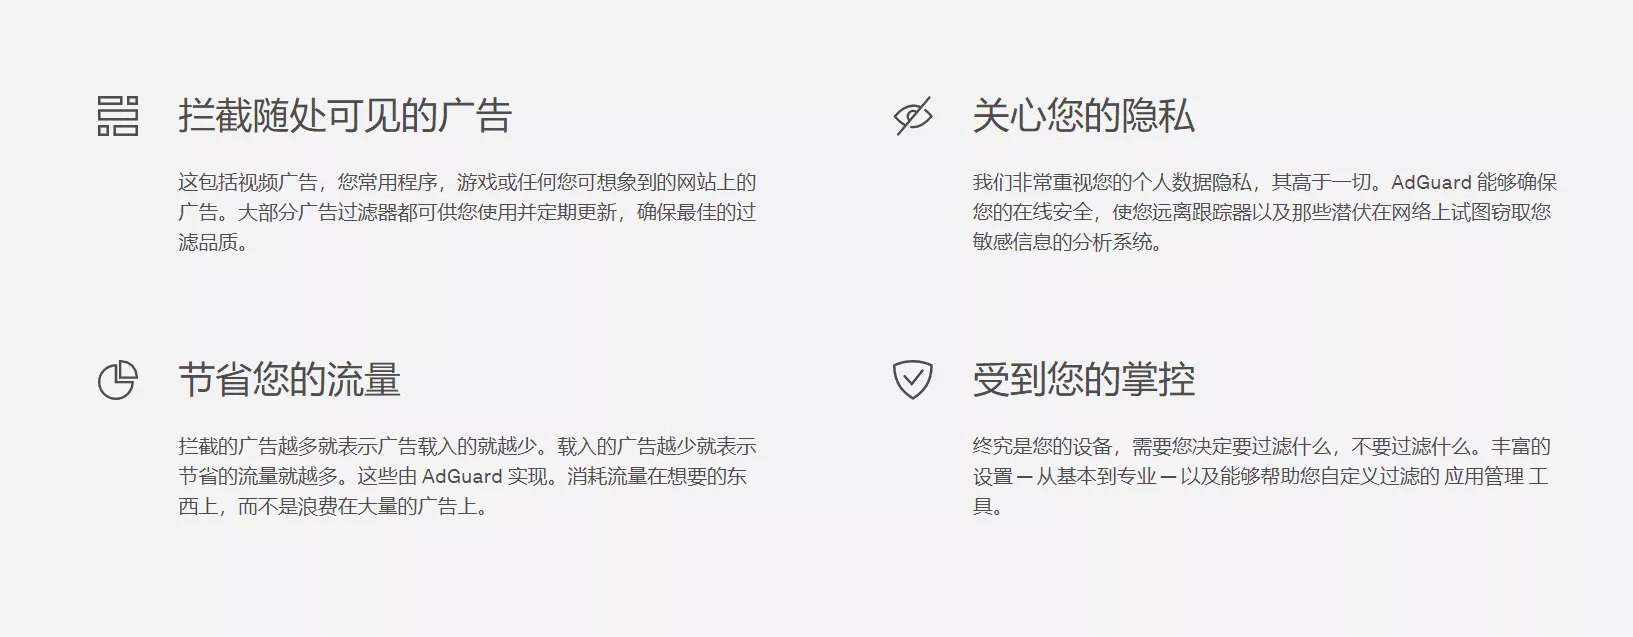 拦截随处可见的广告
这包括视频广告，您常用程序，游戏或任何您可想象到的网站上的
广告。大部分广告过滤器都可供您使用并定期更新，确保最佳的过
滤品质。
关心您的隐私
我们非常重视您的个人数据隐私，其高于一切。AdGuard 能够确保
您的在线安全，使您远离跟踪器以及那些潜伏在网络上试图窃取您
敏感信息的分析系统。
节省您的流量
拦截的广告越多就表示广告载入的就越少。载入的广告越少就表示
节省的流量就越多。这些由 AdGuard 实现。消耗流量在想要的东
西上，而不是浪费在大量的广告上。
受到您的掌控
终究是您的设备，需要您决定要过滤什么，不要过滤什么。丰富的
设置 — 从基本到专业 — 以及能够帮助您自定义过滤的 应用管理 工
具。